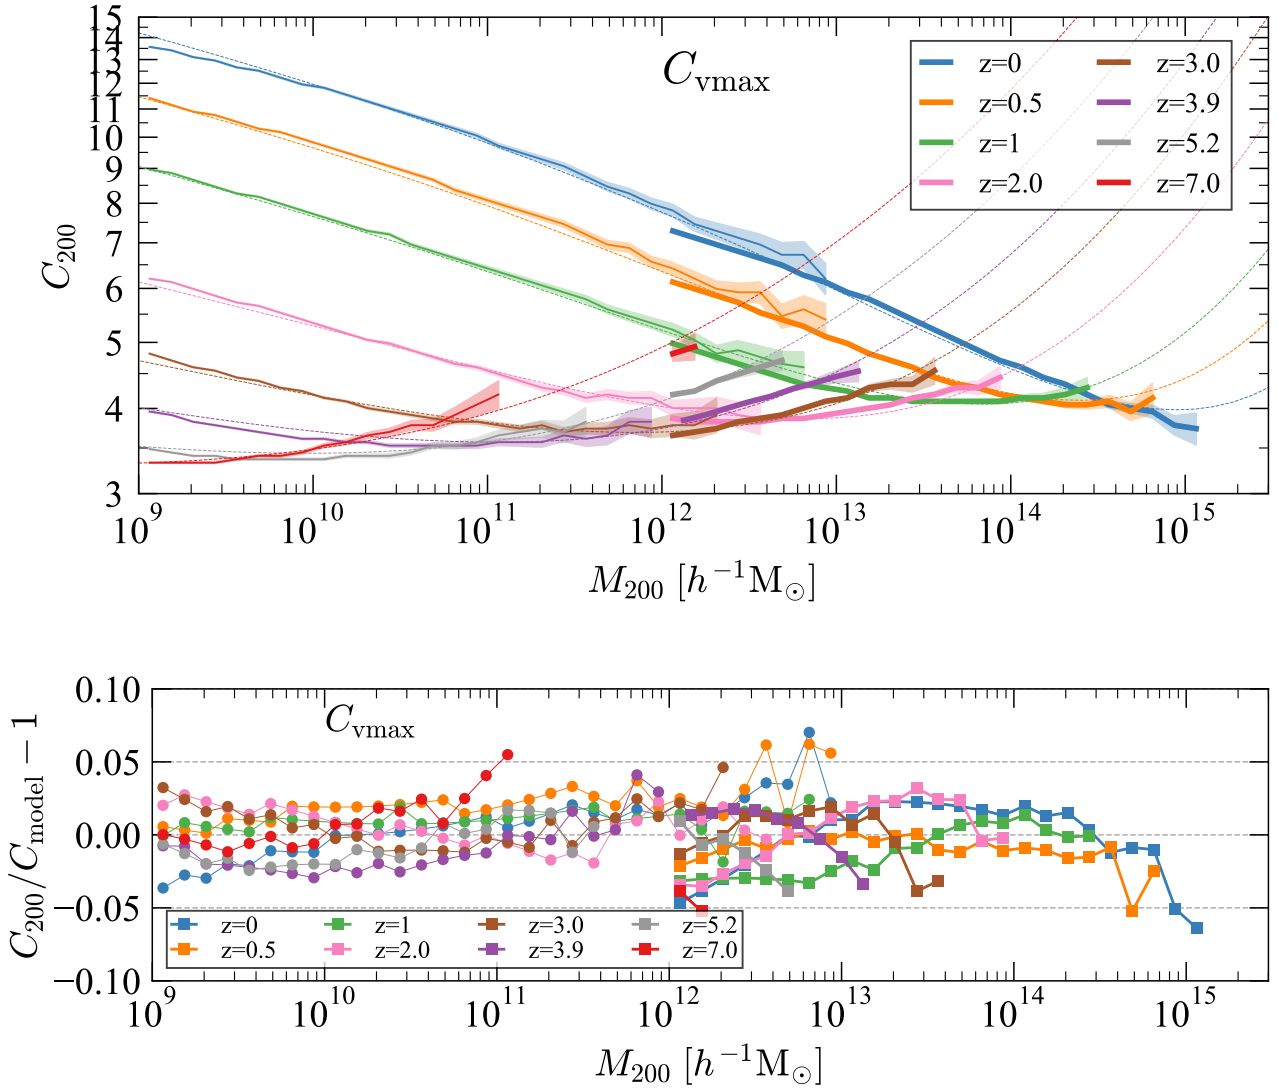 C_vmax
z=0 z=3.0
z=0.5 z=3.9
z=1 z=5.2
z=2.0 z=7.0
C_200
15
14
13
12
11
10
9
8
7
6
5
4
3
10^9 10^10 10^11 10^12 10^13 10^14 10^15
M_200 [h^−1 M_⊙]
C_vmax
C_200/C_model−1
0.10
0.05
0.00
−0.05
−0.10
z=0 z=1 z=3.0 z=5.2
z=0.5 z=2.0 z=3.9 z=7.0
10^9 10^10 10^11 10^12 10^13 10^14 10^15
M_200 [h^−1 M_⊙]